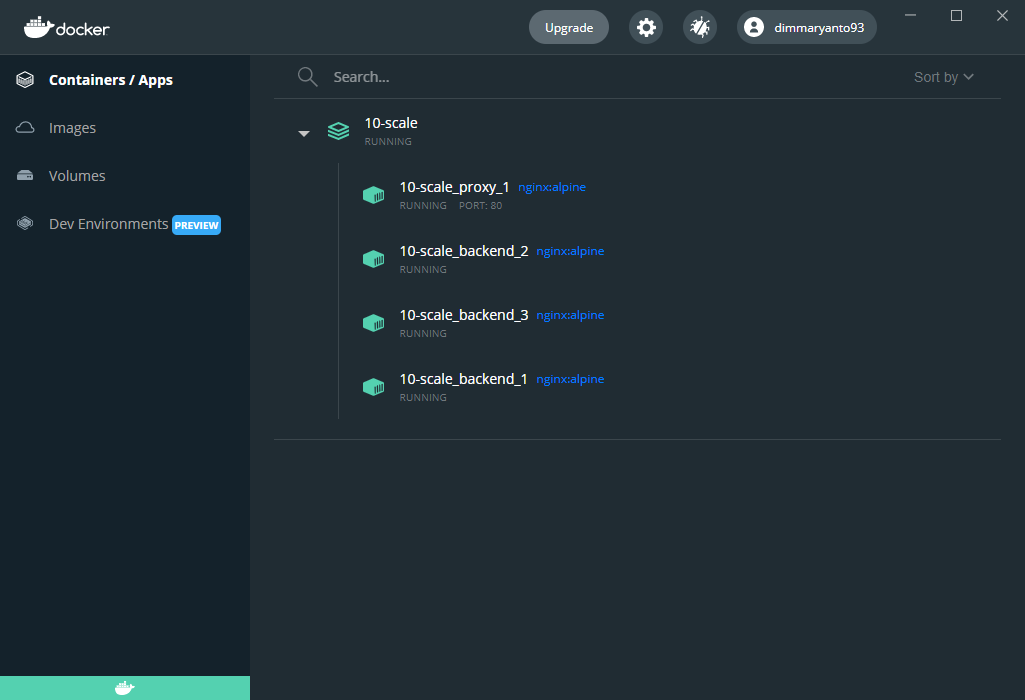 docker
Upgrade
dimmaryanto93
Containers / Apps
Images
Volumes
Dev Environments PREVIEW
Search...
Sort by
10-scale
RUNNING
10-scale_proxy_1 nginx:alpine
RUNNING PORT: 80
10-scale_backend_2 nginx:alpine
RUNNING
10-scale_backend_3 nginx:alpine
RUNNING
10-scale_backend_1 nginx:alpine
RUNNING